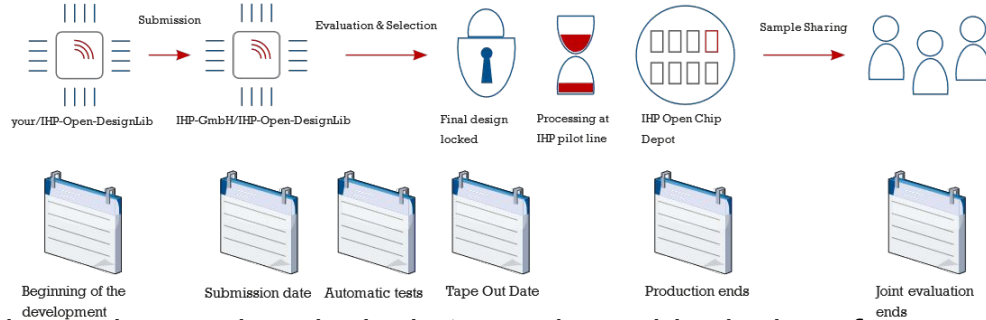 Submission
Evaluation & Selection
Sample Sharing
your/IHP-Open-DesignLib
IHP-GmbH/IHP-Open-DesignLib
Final design
locked
Processing at
IHP pilot line
IHP Open Chip
Depot
Beginning of the
development
Submission date
Automatic tests
Tape Out Date
Production ends
Joint evaluation
ends